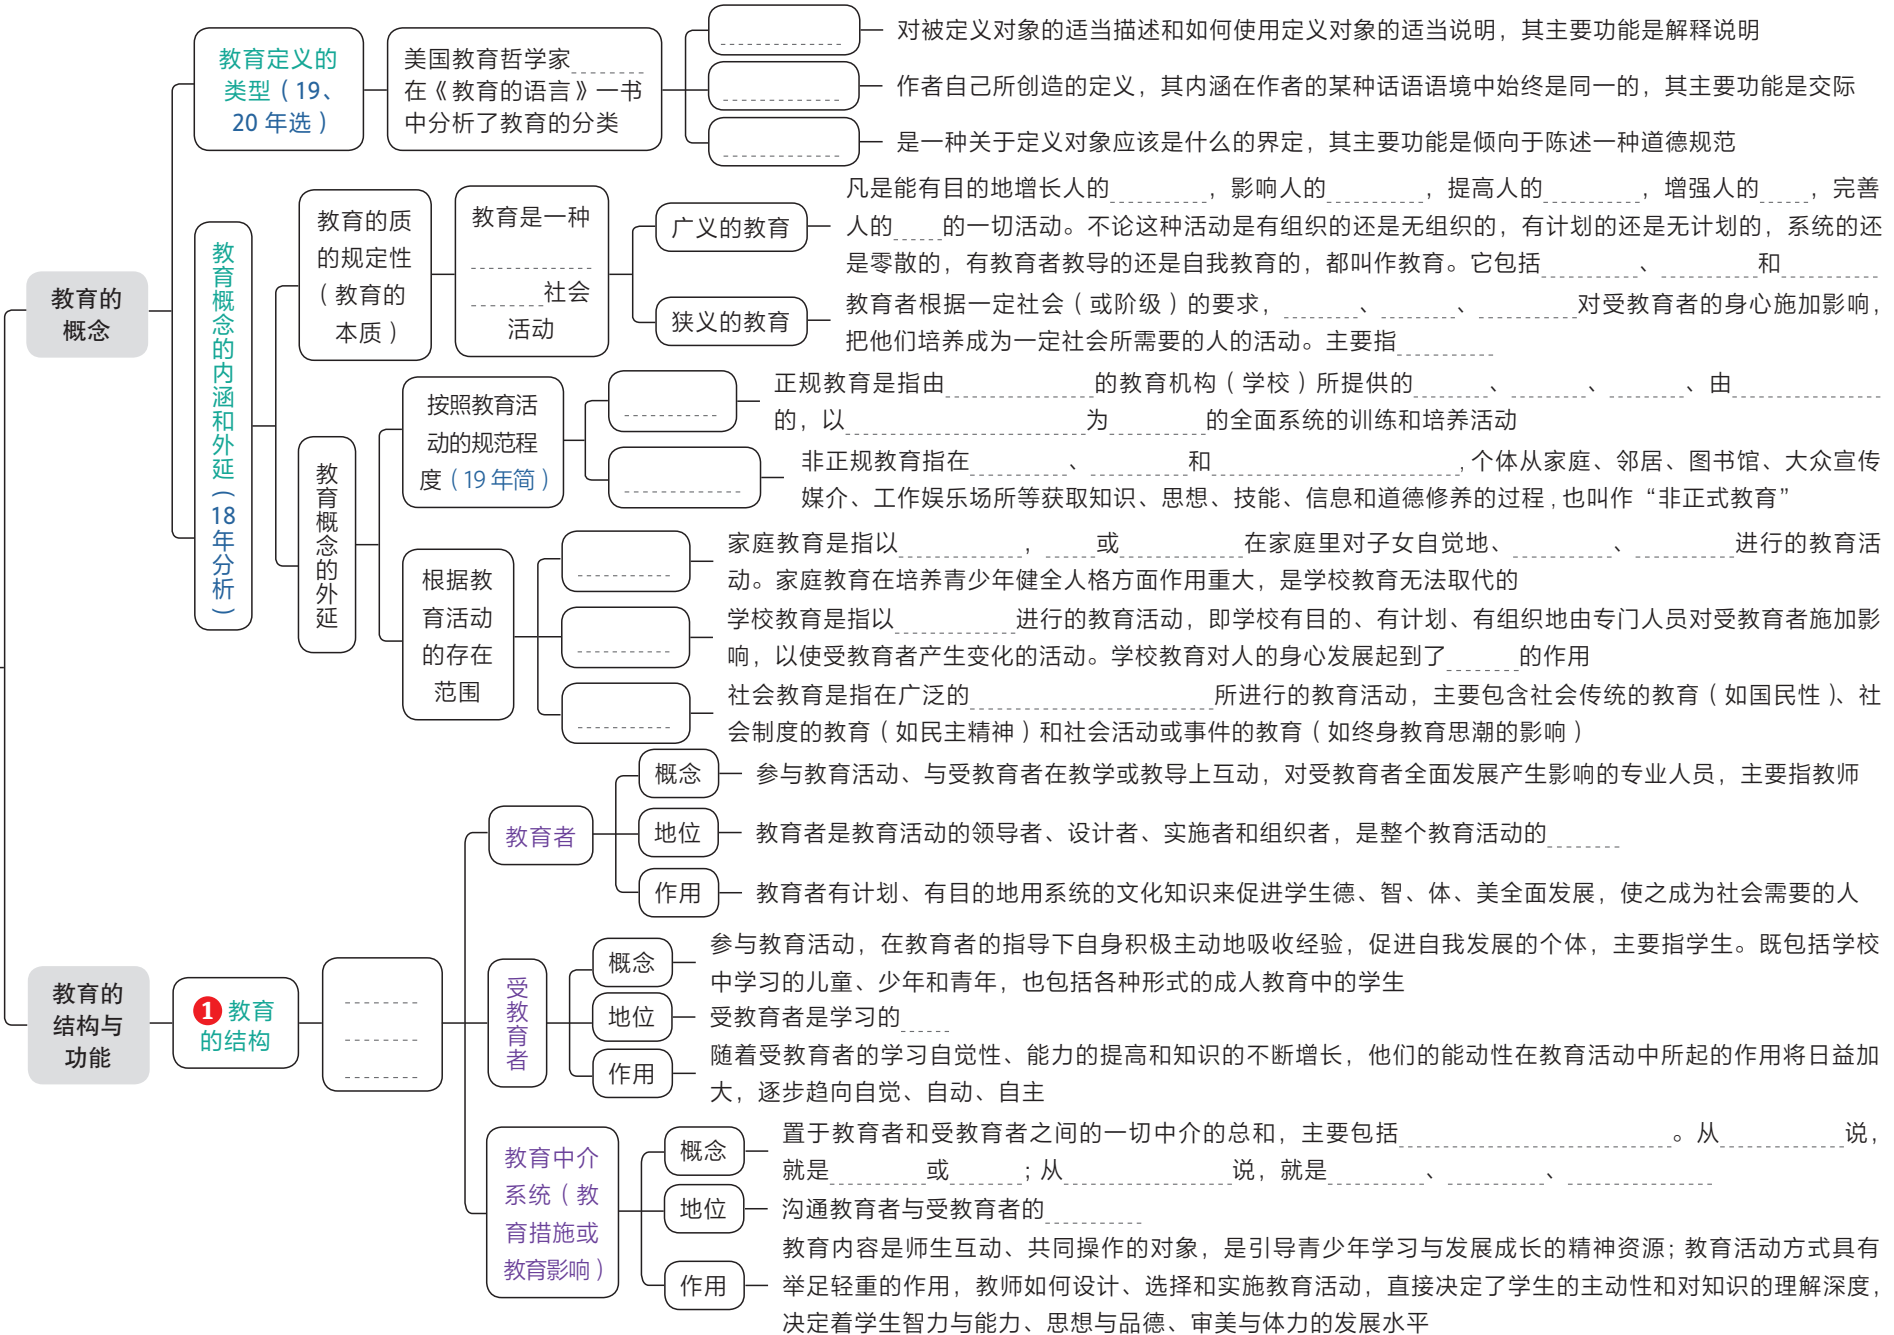 教育的
概念
教育定义的
类型（19、
20 年选）
美国教育哲学家
在《教育的语言》一书
中分析了教育的分类
对被定义对象的适当描述和如何使用定义对象的适当说明，其主要功能是解释说明
作者自己所创造的定义，其内涵在作者的某种话语语境中始终是同一的，其主要功能是交际
是一种关于定义对象应该是什么的界定，其主要功能是倾向于陈述一种道德规范
教育概念的内涵和外延（18年分析）
教育的质
的规定性
（教育的
本质）
教育是一种
社会
活动
广义的教育
凡是能有目的地增长人的 ，影响人的 ，提高人的 ，增强人的 ，完善
人的 的一切活动。不论这种活动是有组织的还是无组织的，有计划的还是无计划的，系统的还
是零散的，有教育者教导的还是自我教育的，都叫作教育。它包括 、 和
狭义的教育
教育者根据一定社会（或阶级）的要求， 、 、 对受教育者的身心施加影响，
把他们培养成为一定社会所需要的人的活动。主要指
教育概念的外延
按照教育活
动的规范程
度（19 年简）
正规教育是指由 的教育机构（学校）所提供的 、 、 、由
的，以 为 的全面系统的训练和培养活动
非正规教育指在 、 和 ,个体从家庭、邻居、图书馆、大众宣传
媒介、工作娱乐场所等获取知识、思想、技能、信息和道德修养的过程,也叫作“非正式教育”
根据教
育活动
的存在
范围
家庭教育是指以 ， 或 在家庭里对子女自觉地、 、 进行的教育活
动。家庭教育在培养青少年健全人格方面作用重大，是学校教育无法取代的
学校教育是指以 进行的教育活动，即学校有目的、有计划、有组织地由专门人员对受教育者施加影
响，以使受教育者产生变化的活动。学校教育对人的身心发展起到了 的作用
社会教育是指在广泛的 所进行的教育活动，主要包含社会传统的教育（如国民性）、社
会制度的教育（如民主精神）和社会活动或事件的教育（如终身教育思潮的影响）
教育的
结构与
功能
1 教育
的结构
教育者
概念
参与教育活动、与受教育者在教学或教导上互动，对受教育者全面发展产生影响的专业人员，主要指教师
地位
教育者是教育活动的领导者、设计者、实施者和组织者，是整个教育活动的
作用
教育者有计划、有目的地用系统的文化知识来促进学生德、智、体、美全面发展，使之成为社会需要的人
受教育者
概念
参与教育活动，在教育者的指导下自身积极主动地吸收经验，促进自我发展的个体，主要指学生。既包括学校
中学习的儿童、少年和青年，也包括各种形式的成人教育中的学生
地位
受教育者是学习的
作用
随着受教育者的学习自觉性、能力的提高和知识的不断增长，他们的能动性在教育活动中所起的作用将日益加
大，逐步趋向自觉、自动、自主
教育中介
系统（教
育措施或
教育影响）
概念
置于教育者和受教育者之间的一切中介的总和，主要包括 。从 说，
就是 或 ；从 说，就是 、 、
地位
沟通教育者与受教育者的
作用
教育内容是师生互动、共同操作的对象，是引导青少年学习与发展成长的精神资源；教育活动方式具有
举足轻重的作用，教师如何设计、选择和实施教育活动，直接决定了学生的主动性和对知识的理解深度，
决定着学生智力与能力、思想与品德、审美与体力的发展水平